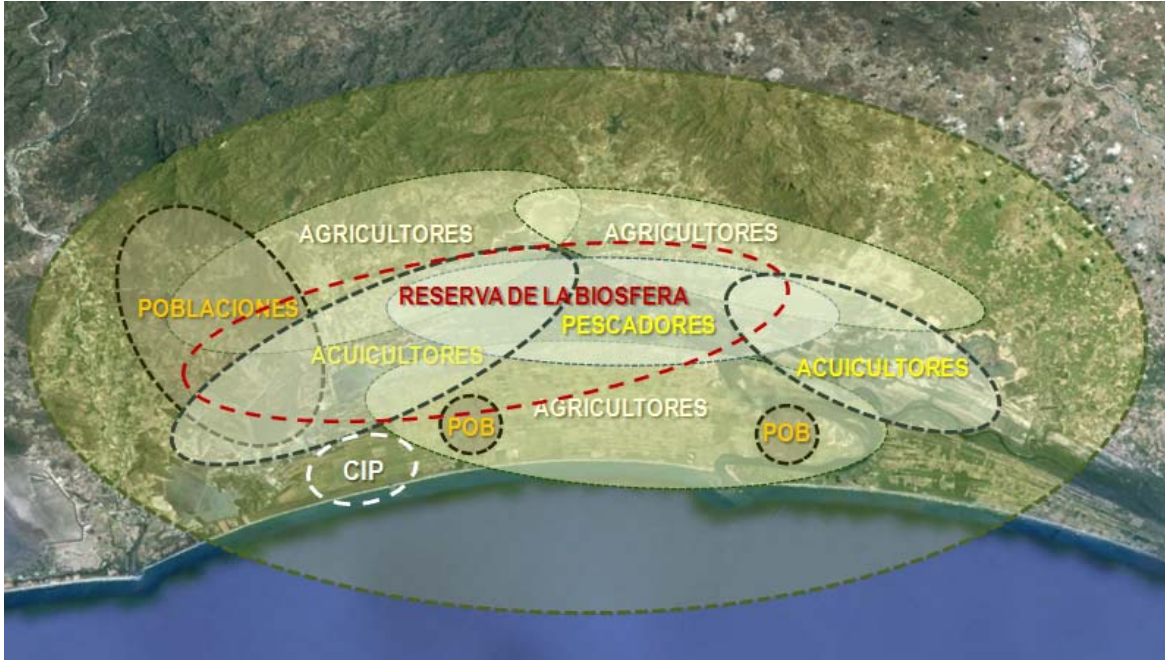 AGRICULTORES
AGRICULTORES
RESERVA DE LA BIOSFERA
POBLACIONES
PESCADORES
ACUICULTORES
ACUICULTORES
AGRICULTORES
POB
POB
CIP